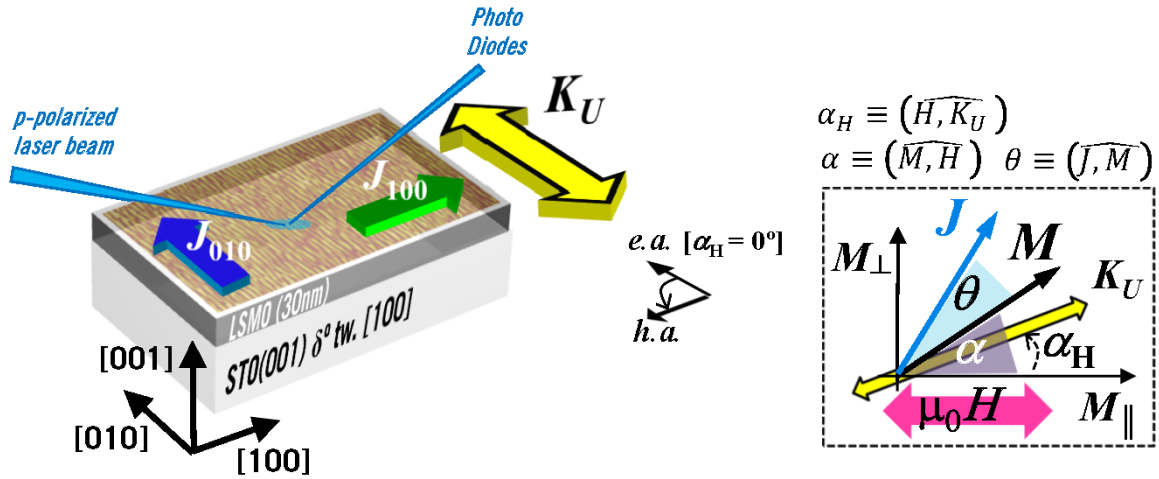 Photo
Diodes
p-polarized
laser beam
K_U
J_100
J_010
LSMO (30nm)
STO(001) δº tw. [100]
[001]
[010]
[100]
e.a. [α_H = 0º]
h.a.
α_H ≡ (H, K_U)
α ≡ (M, H) θ ≡ (J, M)
J
M
M_⊥
K_U
θ
α
α_H
μ₀H
M_∥